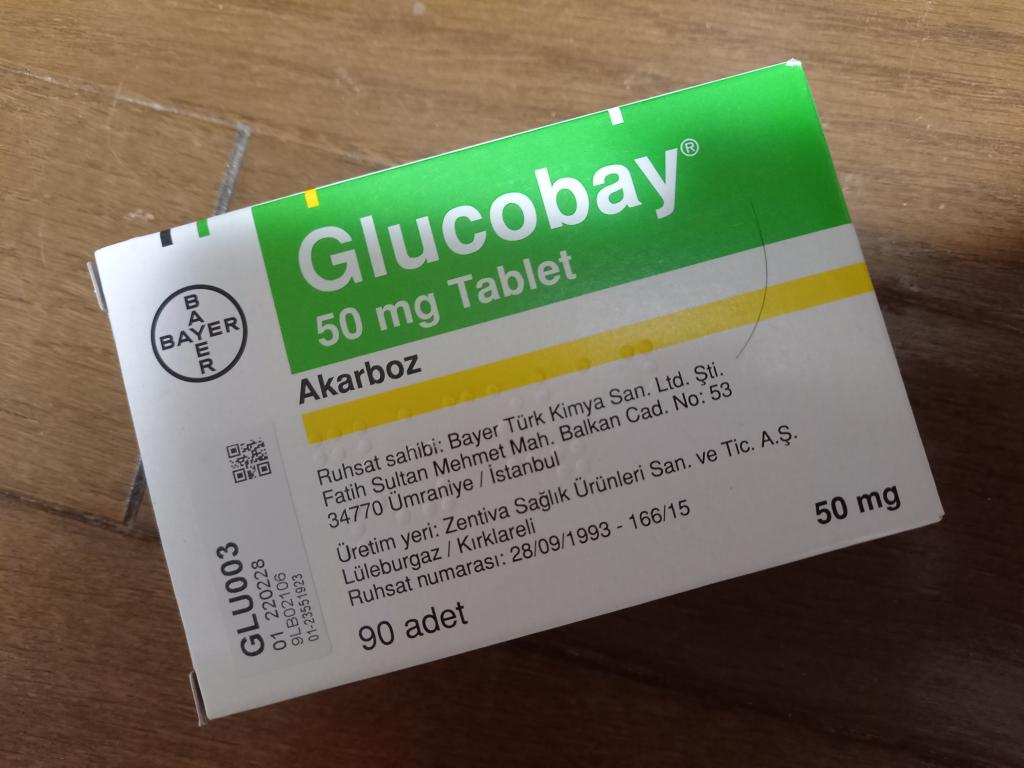 Glucobay®
50 mg Tablet
Akarboz
BAYER
BAYER
Ruhsat sahibi: Bayer Türk Kimya San. Ltd. Şti.
Fatih Sultan Mehmet Mah. Balkan Cad. No: 53
34770 Ümraniye / İstanbul
Üretim yeri: Zentiva Sağlık Ürünleri San. ve Tic. A.Ş.
Lüleburgaz / Kırklareli
Ruhsat numarası: 28/09/1993 - 166/15
90 adet
50 mg
GLU003
01 220228
9LB02106
01-23551923